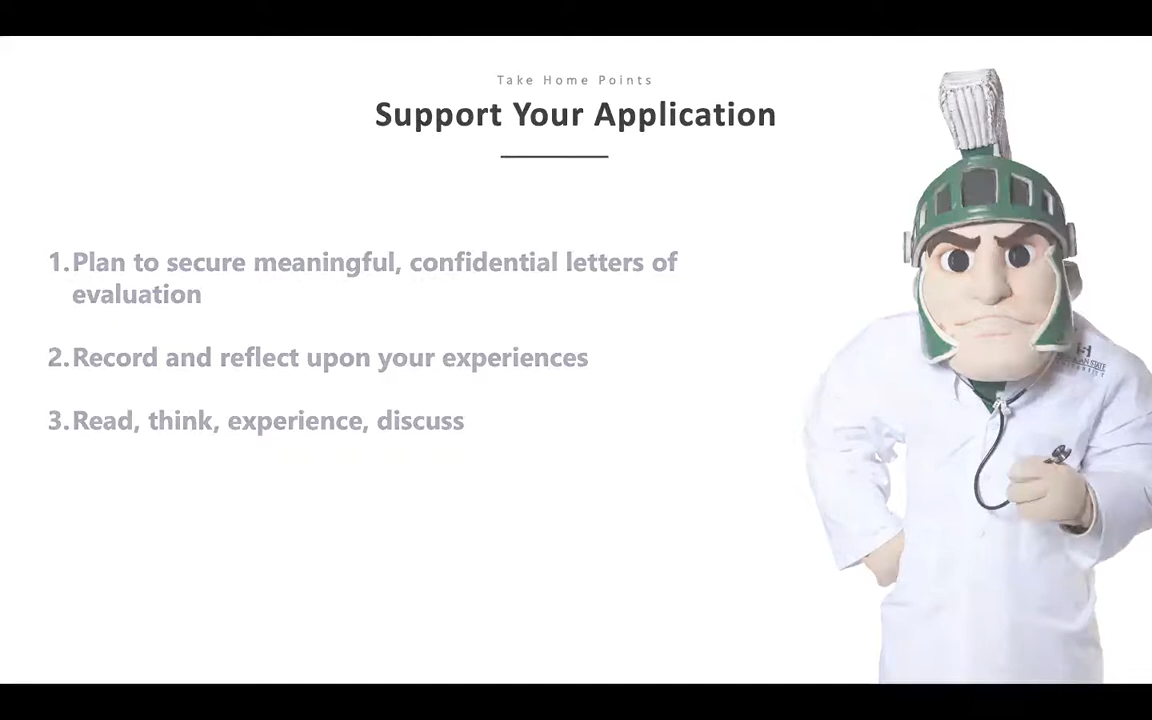 Take Home Points
Support Your Application
1. Plan to secure meaningful, confidential letters of
evaluation
2. Record and reflect upon your experiences
3. Read, think, experience, discuss